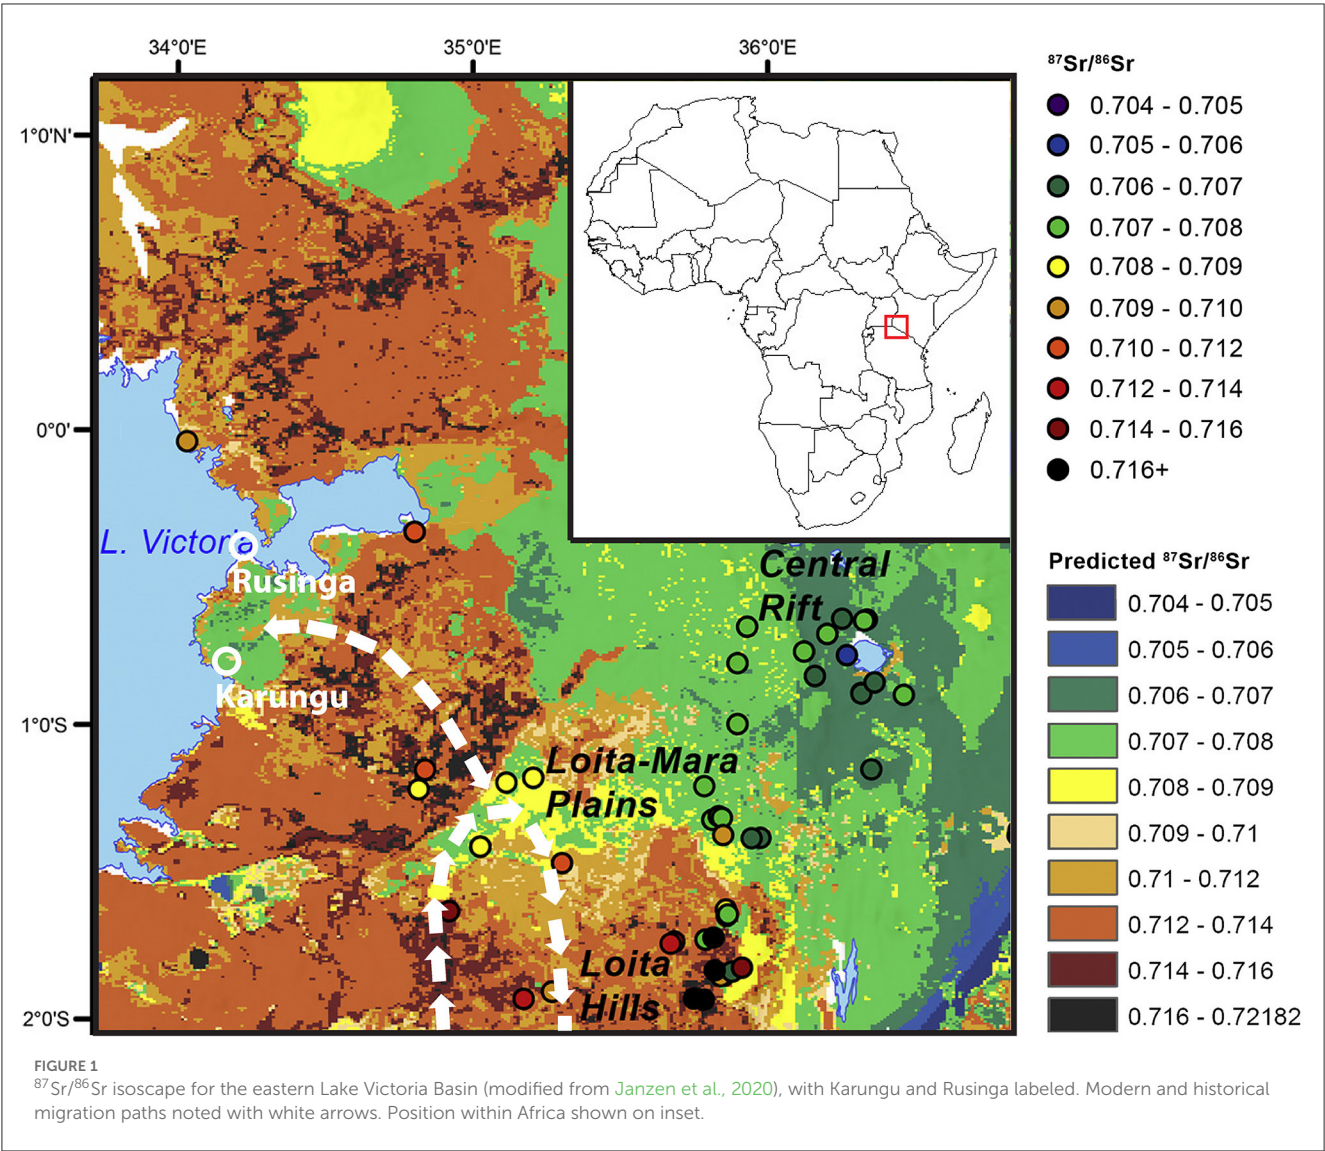 34°0'E
35°0'E
36°0'E
1°0'N
0°0'
1°0'S
2°0'S
L. Victoria
Rusinga
Karungu
Central
Rift
Loita-Mara
Plains
Loita
Hills
⁸⁷Sr/⁸⁶Sr
0.704 - 0.705
0.705 - 0.706
0.706 - 0.707
0.707 - 0.708
0.708 - 0.709
0.709 - 0.710
0.710 - 0.712
0.712 - 0.714
0.714 - 0.716
0.716+
Predicted ⁸⁷Sr/⁸⁶Sr
0.704 - 0.705
0.705 - 0.706
0.706 - 0.707
0.707 - 0.708
0.708 - 0.709
0.709 - 0.71
0.71 - 0.712
0.712 - 0.714
0.714 - 0.716
0.716 - 0.72182
FIGURE 1
⁸⁷Sr/⁸⁶Sr isoscape for the eastern Lake Victoria Basin (modified from Janzen et al., 2020), with Karungu and Rusinga labeled. Modern and historical
migration paths noted with white arrows. Position within Africa shown on inset.